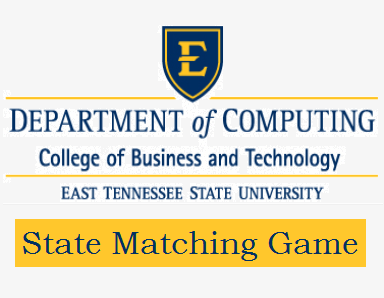 E
DEPARTMENT of COMPUTING
College of Business and Technology
EAST TENNESSEE STATE UNIVERSITY
State Matching Game